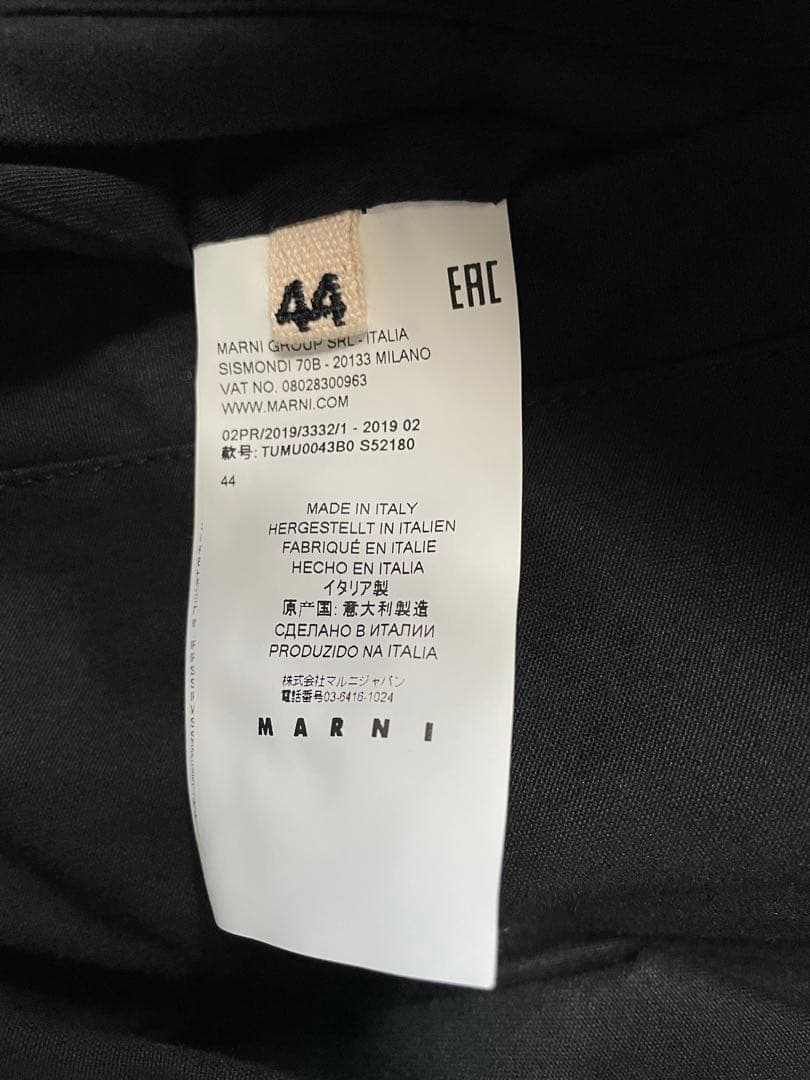 44
EAC
MARNI GROUP SRL - ITALIA
SISMONDI 70B - 20133 MILANO
VAT NO. 08028300963
WWW.MARNI.COM
02PR/2019/3332/1 - 2019 02
款号: TUMU0043B0 S52180
44
MADE IN ITALY
HERGESTELLT IN ITALIEN
FABRIQUÉ EN ITALIE
HECHO EN ITALIA
イタリア製
原产国: 意大利製造
СДЕЛАНО В ИТАЛИИ
PRODUZIDO NA ITALIA
株式会社マルニジャパン
電話番号03-6416-1024
MARNI